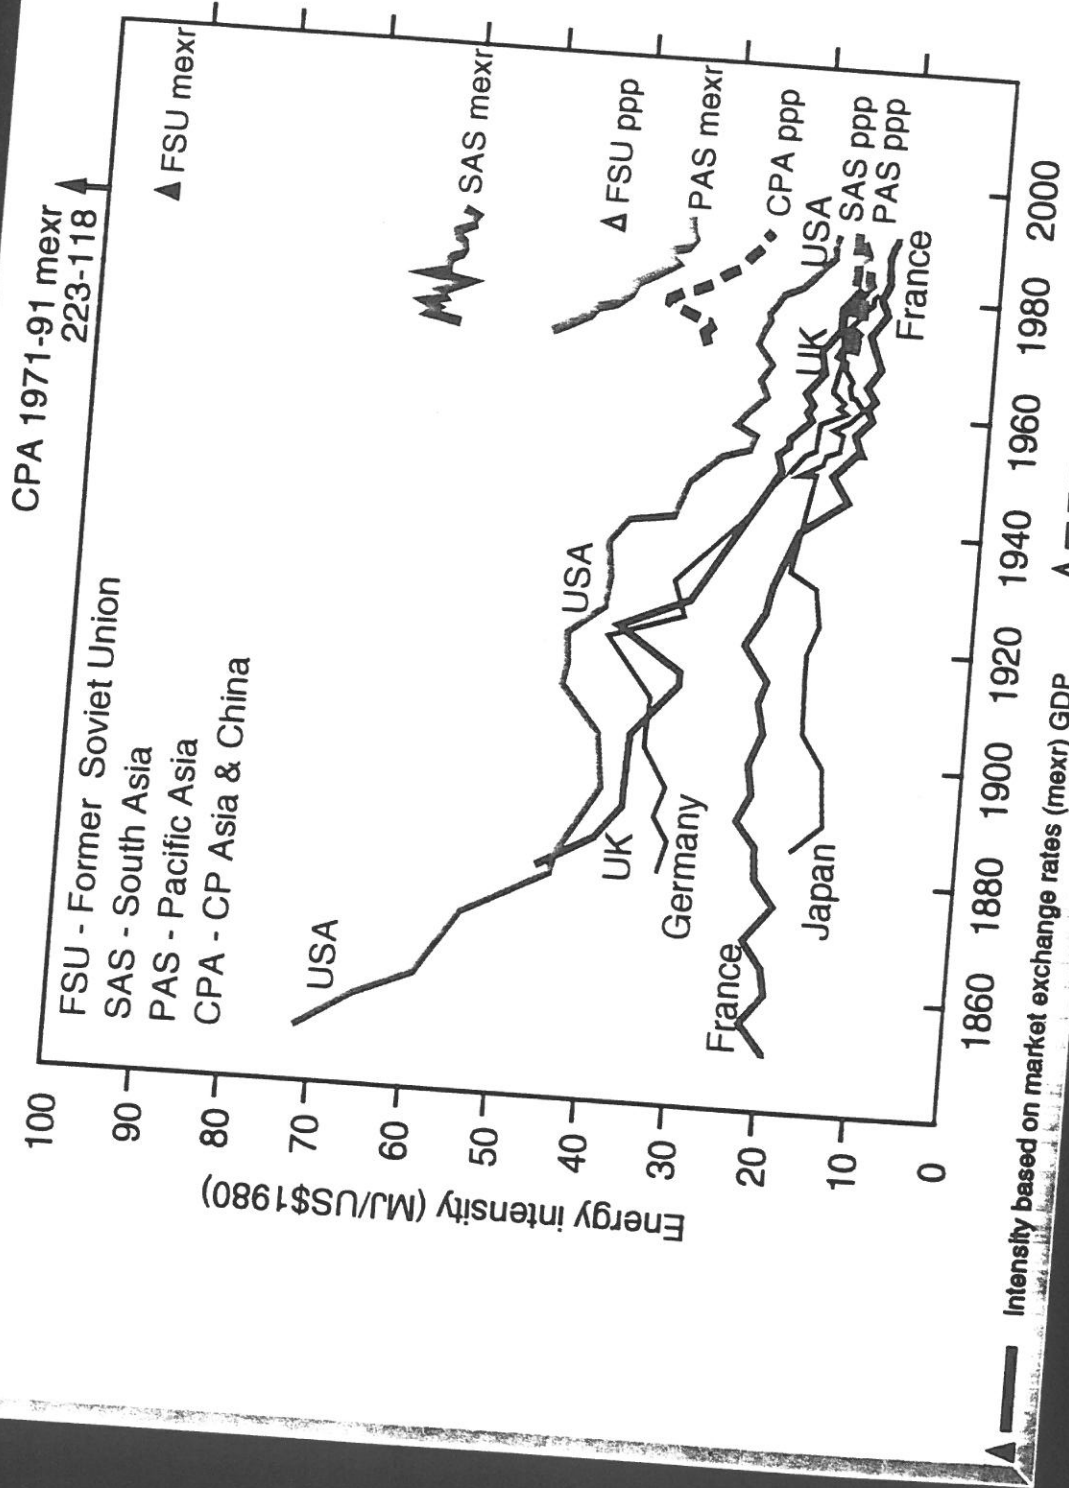 CPA 1971-91 mexr
223-118
FSU - Former Soviet Union
SAS - South Asia
PAS - Pacific Asia
CPA - CP Asia & China
FSU mexr
SAS mexr
FSU ppp
PAS mexr
CPA ppp
USA
SAS ppp
PAS ppp
UK
France
USA
USA
UK
Germany
France
Japan
100
90
80
70
60
50
40
30
20
10
0
Energy intensity (MJ/US$1980)
1860
1880
1900
1920
1940
1960
1980
2000
Intensity based on market exchange rates (mexr) GDP